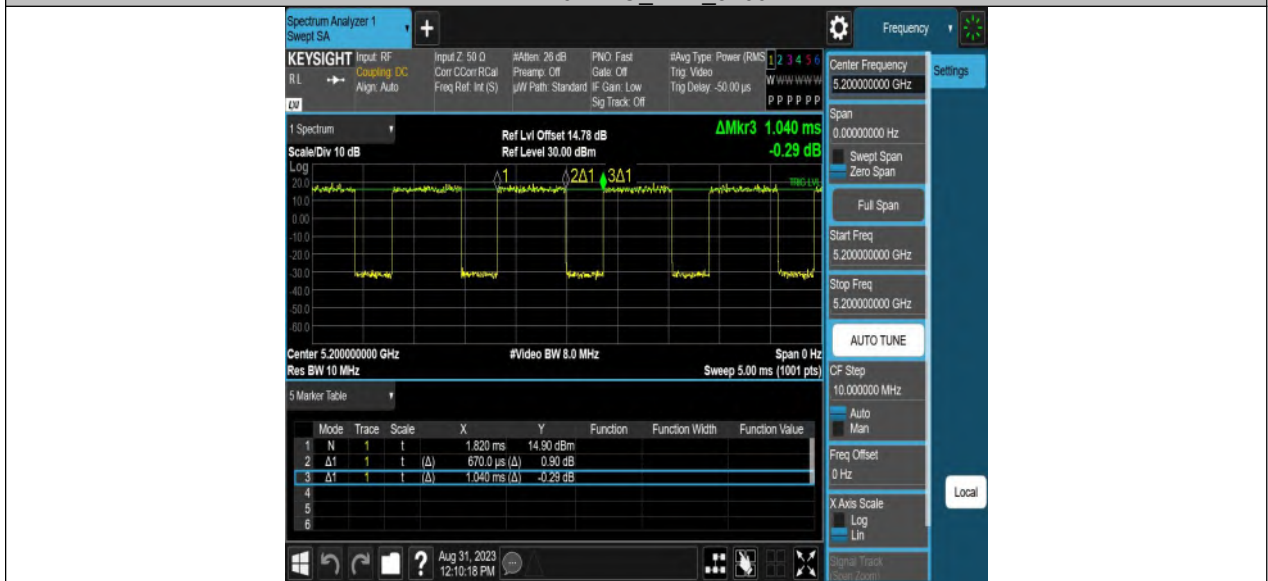 Spectrum Analyzer 1
Swept SA
+
Frequency
KEYSIGHT
RL
LXI
Input: RF
Coupling: DC
Align: Auto
Input Z: 50 Ω
Corr CCorr RCal
Freq Ref: Int (S)
#Atten: 26 dB
Preamp: Off
µW Path: Standard
PNO: Fast
Gate: Off
IF Gain: Low
Sig Track: Off
#Avg Type: Power (RMS
Trig: Video
Trig Delay: -50.00 µs
1 2 3 4 5 6
W W W W W W
P P P P P P
1 Spectrum
Scale/Div 10 dB
Ref Lvl Offset 14.78 dB
Ref Level 30.00 dBm
ΔMkr3 1.040 ms
-0.29 dB
Log
1
2Δ1
3Δ1
TRIG LVL
20.0
10.0
0.00
-10.0
-20.0
-30.0
-40.0
-50.0
-60.0
Center 5.200000000 GHz
#Video BW 8.0 MHz
Span 0 Hz
Res BW 10 MHz
Sweep 5.00 ms (1001 pts)
5 Marker Table
Mode Trace Scale X Y Function Function Width Function Value
1 N 1 t 1.820 ms 14.90 dBm
2 Δ1 1 t (Δ) 670.0 µs (Δ) 0.90 dB
3 Δ1 1 t (Δ) 1.040 ms (Δ) -0.29 dB
4
5
6
?
Aug 31, 2023
12:10:18 PM
Center Frequency
5.200000000 GHz
Settings
Span
0.00000000 Hz
Swept Span
Zero Span
Full Span
Start Freq
5.200000000 GHz
Stop Freq
5.200000000 GHz
AUTO TUNE
CF Step
10.000000 MHz
Auto
Man
Freq Offset
0 Hz
X Axis Scale
Log
Lin
Signal Track
(Span Zoom)
Local